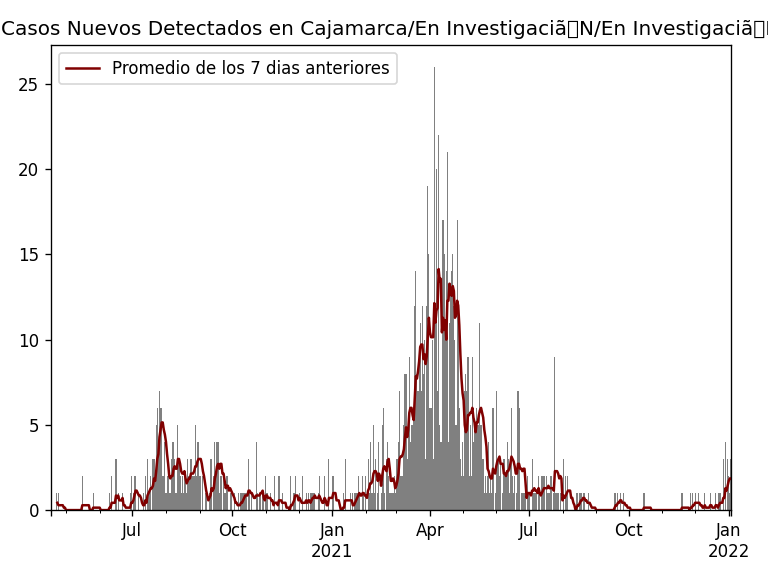 Casos Nuevos Detectados en Cajamarca/En Investigaciã▯N/En Investigaciã▯
Promedio de los 7 dias anteriores
25
20
15
10
5
0
Jul Oct Jan Apr Jul Oct Jan
2021 2022